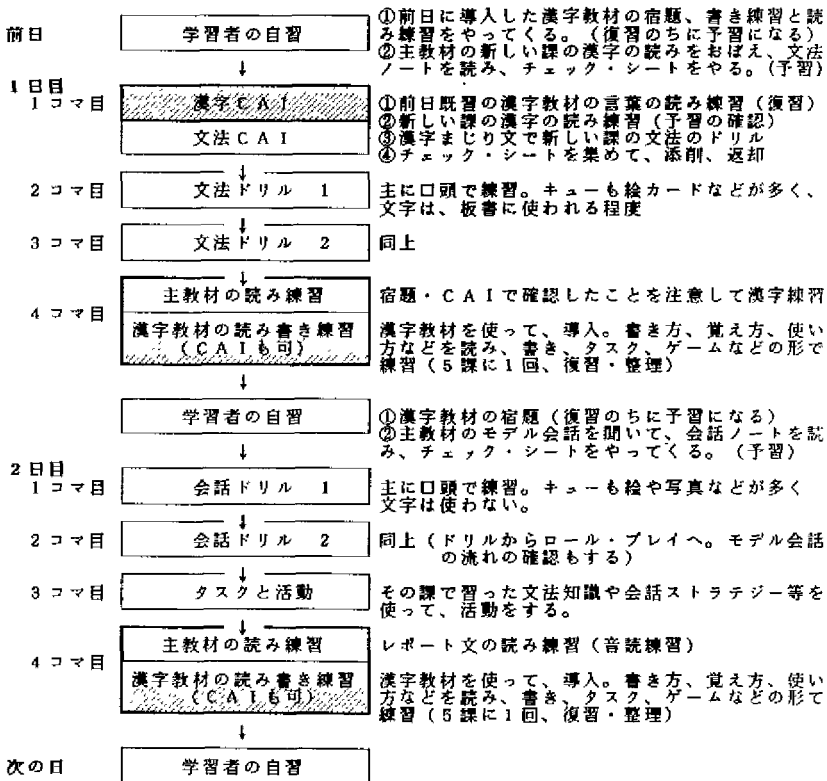 前日
学習者の自習
①前日に導入した漢字教材の宿題、書き練習と読
み練習をやってくる。(復習のちに予習になる)
②主教材の新しい課の漢字の読みをおぼえ、文法
ノートを読み、チェック・シートをやる。(予習)
↓
1日目
1コマ目
漢字CAI
文法CAI
①前日既習の漢字教材の言葉の読み練習(復習)
②新しい課の漢字の読み練習(予習の確認)
③漢字まじり文で新しい課の文法のドリル
④チェック・シートを集めて、添削、返却
↓
2コマ目
文法ドリル 1
主に口頭で練習。キューも絵カードなどが多く、
文字は、板書に使われる程度
↓
3コマ目
文法ドリル 2
同上
↓
4コマ目
主教材の読み練習
宿題・CAIで確認したことを注意して漢字練習
漢字教材の読み書き練習
(CAIも可)
漢字教材を使って、導入。書き方、覚え方、使い
方などを読み、書き、タスク、ゲームなどの形で
練習(5課に1回、復習・整理)
↓
学習者の自習
①漢字教材の宿題(復習のちに予習になる)
②主教材のモデル会話を聞いて、会話ノートを読
み、チェック・シートをやってくる。(予習)
↓
2日目
1コマ目
会話ドリル 1
主に口頭で練習。キューも絵や写真などが多く
文字は使わない。
↓
2コマ目
会話ドリル 2
同上(ドリルからロール・プレイへ。モデル会話
の流れの確認もする)
↓
3コマ目
タスクと活動
その課で習った文法知識や会話ストラテジー等を
使って、活動をする。
↓
4コマ目
主教材の読み練習
レポート文の読み練習(音読練習)
漢字教材の読み書き練習
(CAIも可)
漢字教材を使って、導入。書き方、覚え方、使い
方などを読み、書き、タスク、ゲームなどの形で
練習(5課に1回、復習・整理)
↓
次の日
学習者の自習